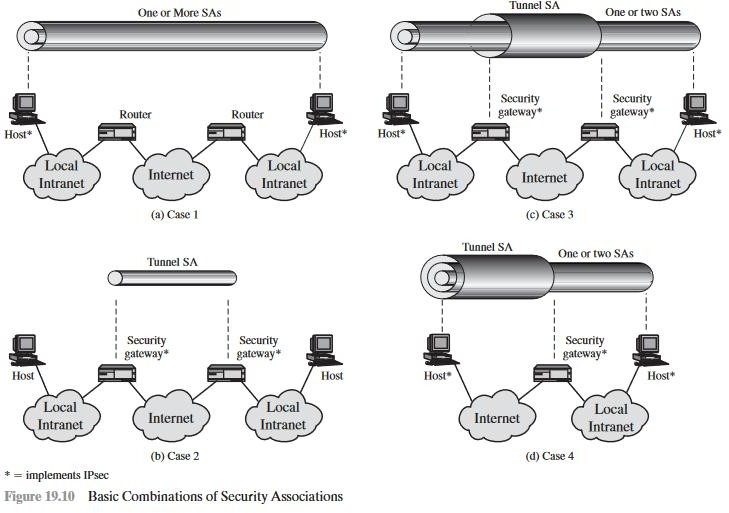 One or More SAs
Router
Router
Host*
Host*
Local
Intranet
Internet
Local
Intranet
(a) Case 1
Tunnel SA
One or two SAs
Security
gateway*
Security
gateway*
Host*
Host*
Local
Intranet
Internet
Local
Intranet
(c) Case 3
Tunnel SA
Security
gateway*
Security
gateway*
Host
Host
Local
Intranet
Internet
Local
Intranet
(b) Case 2
Tunnel SA
One or two SAs
Security
gateway*
Host*
Host*
Internet
Local
Intranet
(d) Case 4
* = implements IPsec
Figure 19.10 Basic Combinations of Security Associations